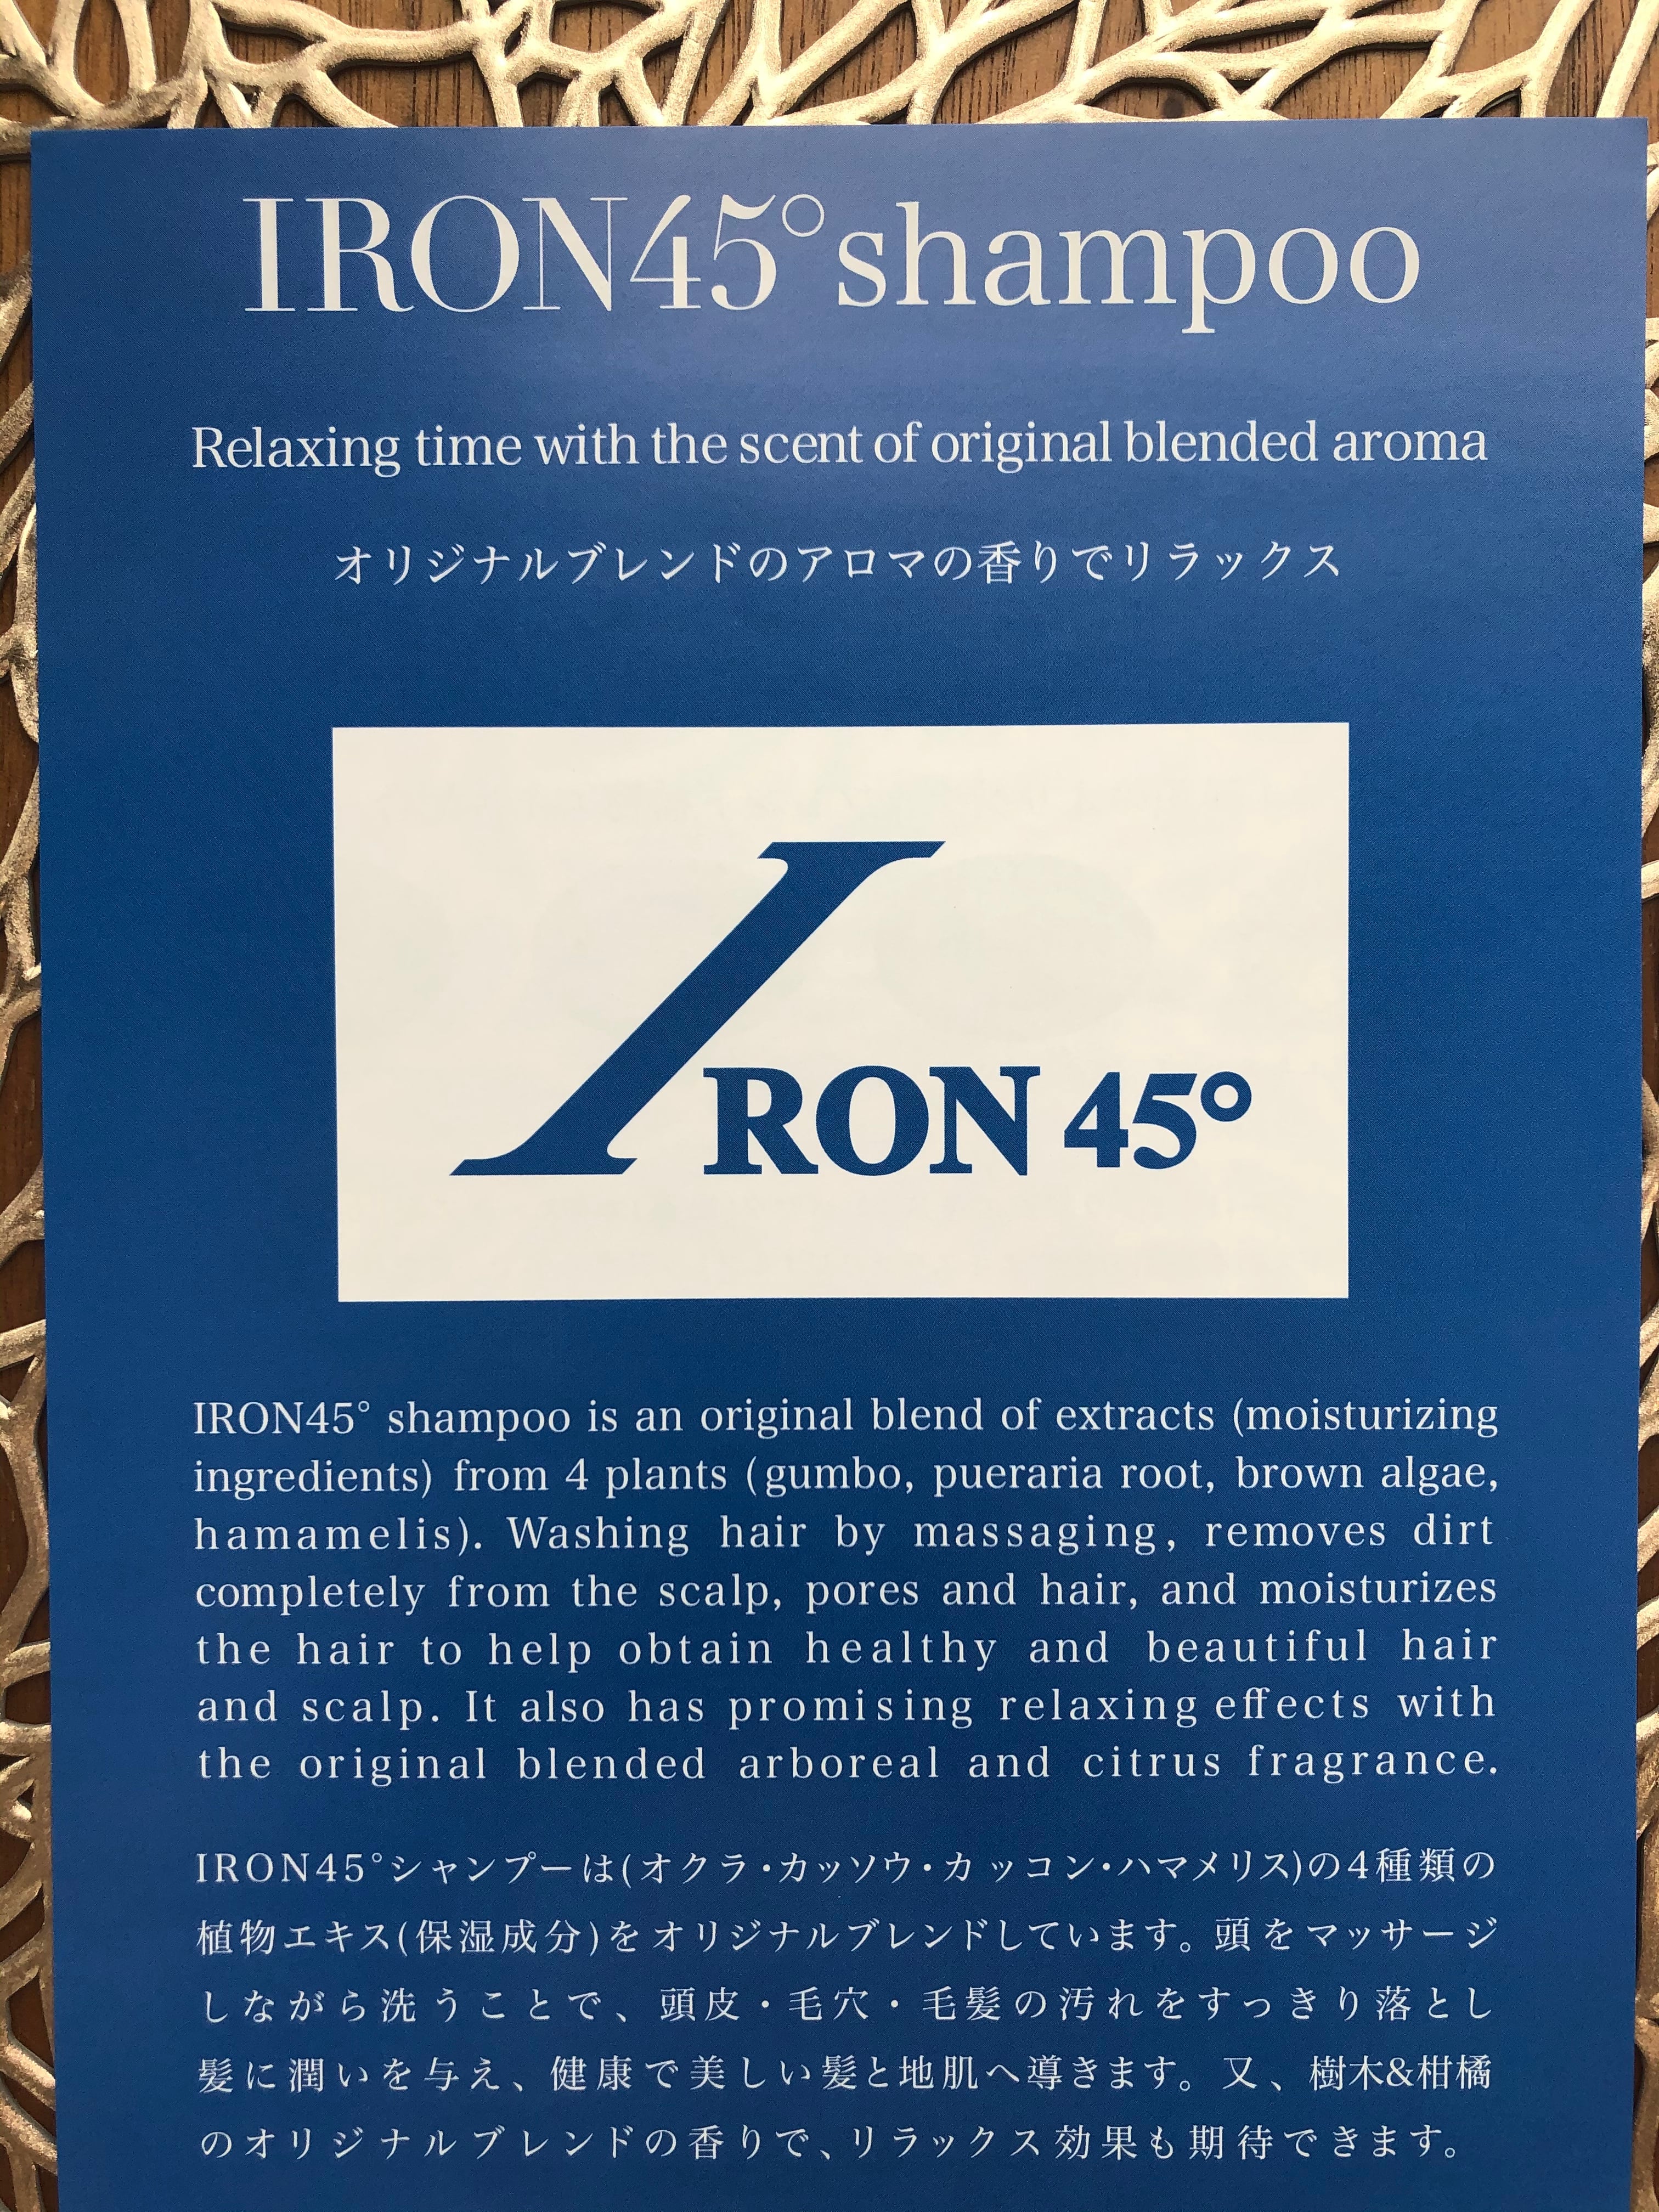 IRON45°shampoo
Relaxing time with the scent of original blended aroma
オリジナルブレンドのアロマの香りでリラックス
IRON 45°
IRON45° shampoo is an original blend of extracts (moisturizing
ingredients) from 4 plants (gumbo, pueraria root, brown algae,
hamamelis). Washing hair by massaging, removes dirt
completely from the scalp, pores and hair, and moisturizes
the hair to help obtain healthy and beautiful hair
and scalp. It also has promising relaxing effects with
the original blended arboreal and citrus fragrance.
IRON45°シャンプーは(オクラ・カッソウ・カッコン・ハマメリス)の4種類の
植物エキス(保湿成分)をオリジナルブレンドしています。頭をマッサージ
しながら洗うことで、頭皮・毛穴・毛髪の汚れをすっきり落とし
髪に潤いを与え、健康で美しい髪と地肌へ導きます。又、樹木&柑橘
のオリジナルブレンドの香りで、リラックス効果も期待できます。